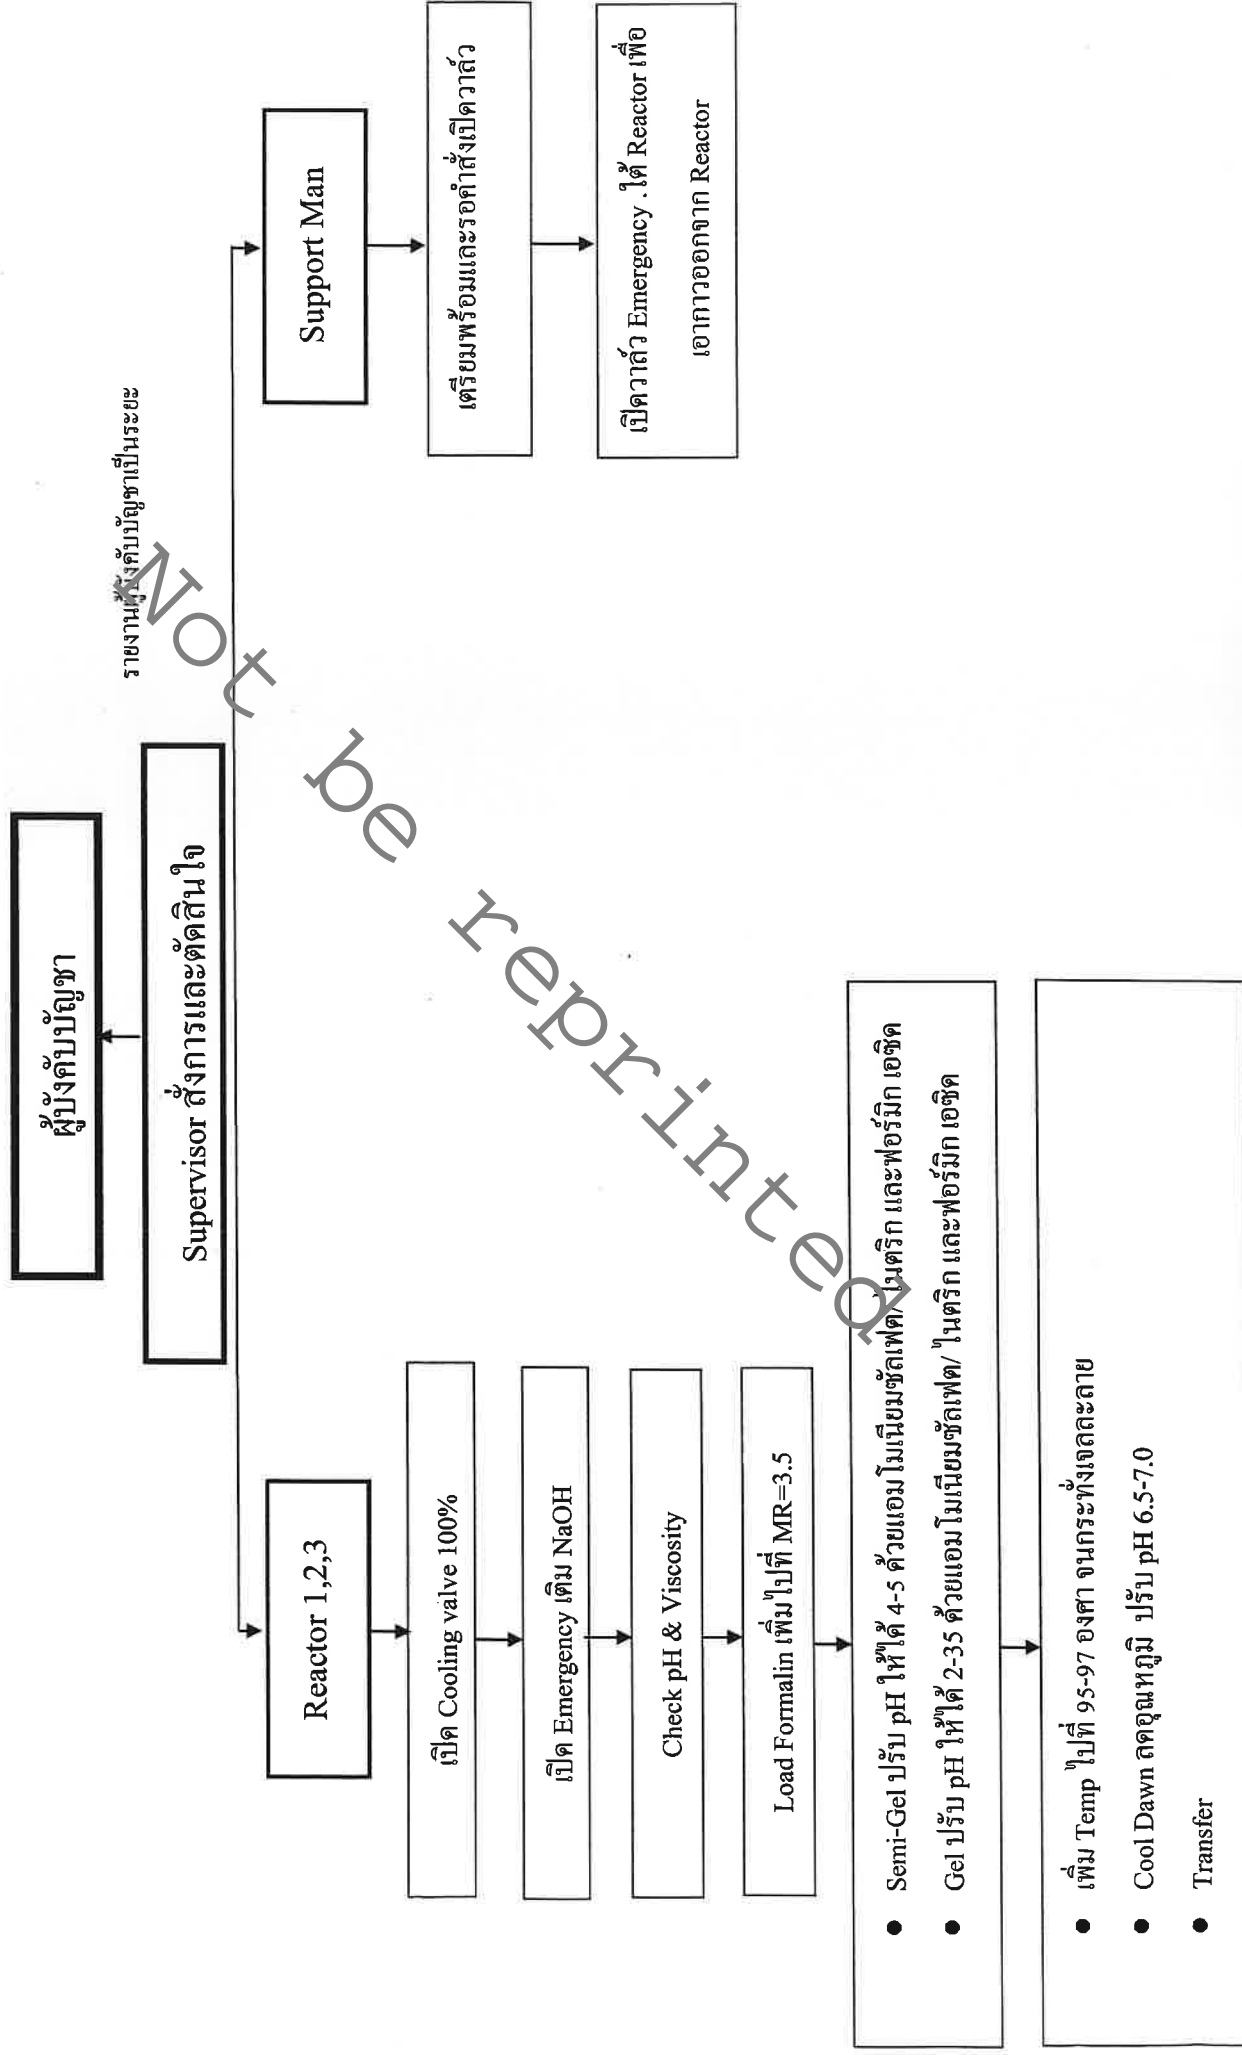 ผู้บังคับบัญชา
Supervisor สั่งการและตัดสินใจ
รายงานผู้บังคับบัญชาเป็นระยะ
Reactor 1,2,3
เปิด Cooling valve 100%
เปิด Emergency เติม NaOH
Check pH & Viscosity
Load Formalin เพิ่มไปที่ MR=3.5
● Semi-Gel ปรับ pH ให้ได้ 4-5 ด้วยแอมโมเนียมซัลเฟต/ ไนตริก และฟอร์มิก เอซิด
● Gel ปรับ pH ให้ได้ 2-35 ด้วยแอมโมเนียมซัลเฟต/ ไนตริก และฟอร์มิก เอซิด
● เพิ่ม Temp ไปที่ 95-97 องศา จนกระทั่งเจลละลาย
● Cool Dawn ลดอุณหภูมิ ปรับ pH 6.5-7.0
● Transfer
Support Man
เตรียมพร้อมและรอคำสั่งเปิดวาล์ว
เปิดวาล์ว Emergency .ใต้ Reactor เพื่อ
เอากาวออกจาก Reactor
Not be reprinted